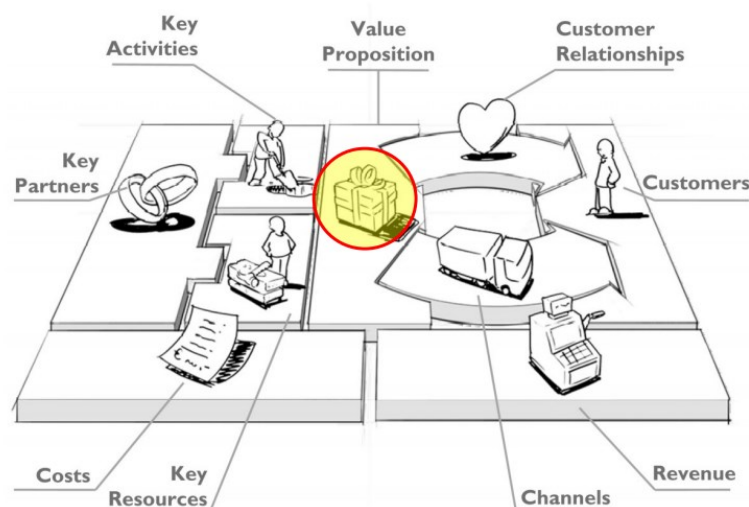 Key
Activities
Value
Proposition
Customer
Relationships
Key
Partners
Customers
Costs
Key
Resources
Channels
Revenue